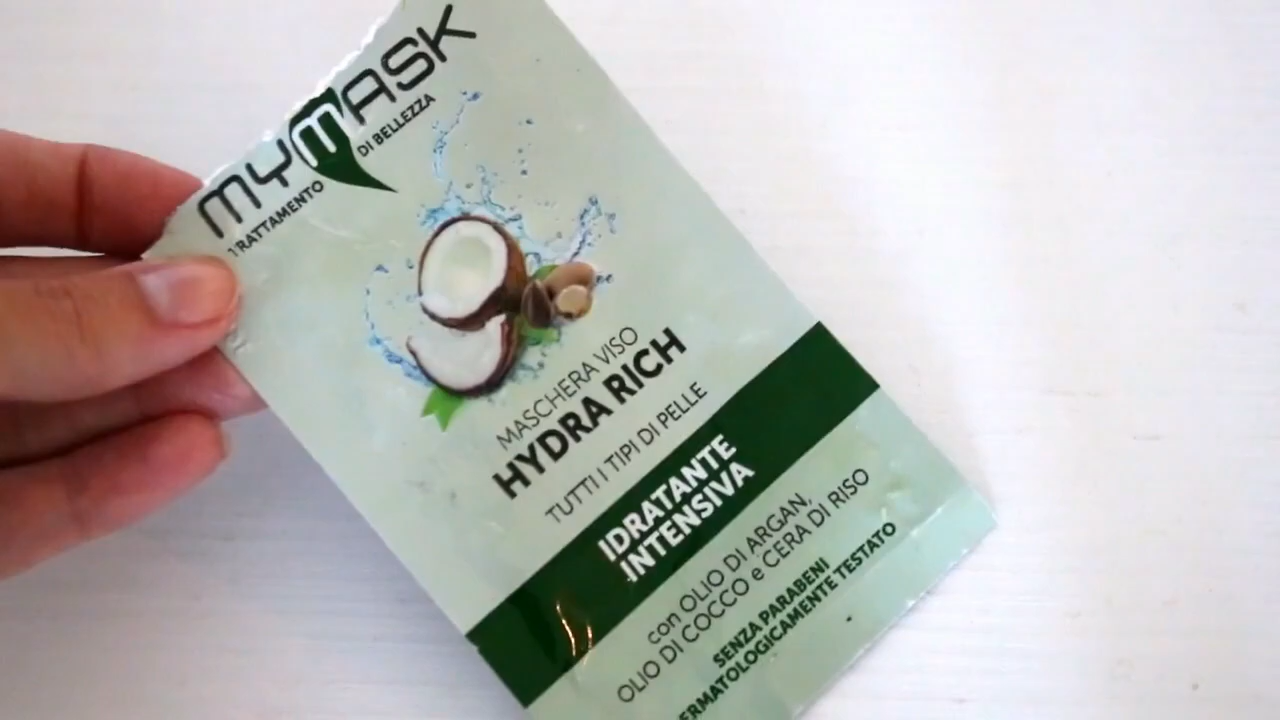 MYMASK
TRATTAMENTO DI BELLEZZA
MASCHERA VISO
HYDRA RICH
TUTTI I TIPI DI PELLE
IDRATANTE
INTENSIVA
con OLIO DI ARGAN,
OLIO DI COCCO e CERA DI RISO
SENZA PARABENI
ERMATOLOGICAMENTE TESTATO